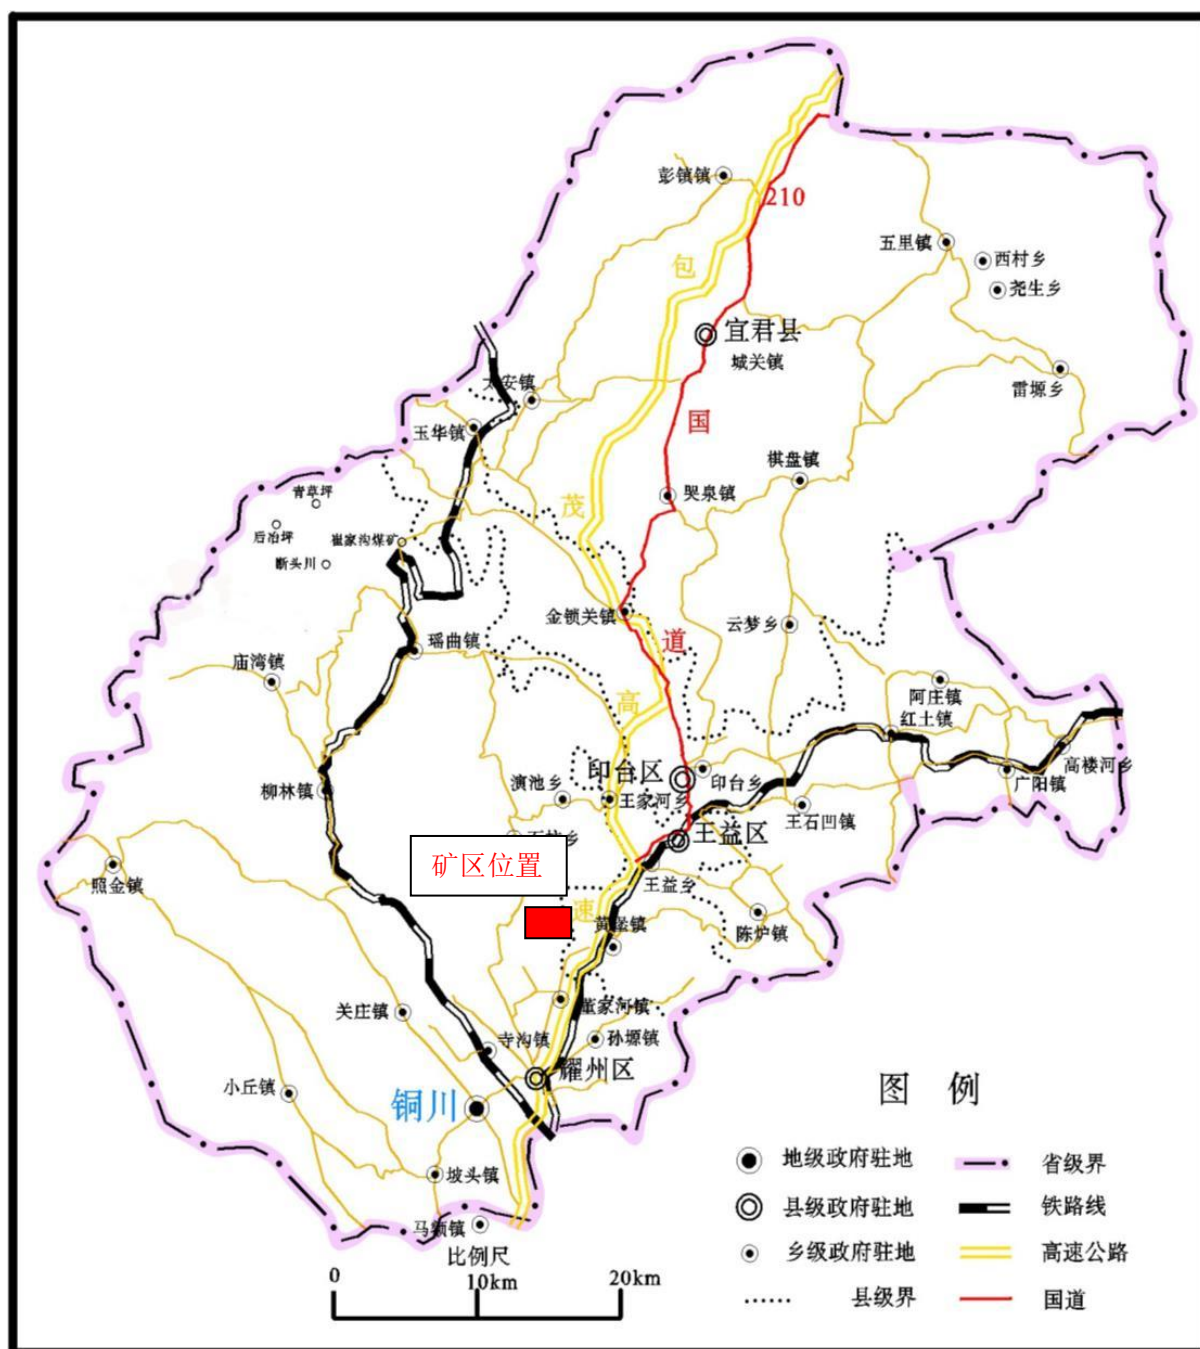 彭镇镇
210
五里镇
西村乡
尧生乡
包
宜君县
城关镇
雷塬乡
太安镇
玉华镇
国
棋盘镇
哭泉镇
青草坪
茂
后治坪
崔家沟煤矿
断头川
金锁关镇
云梦乡
道
瑶曲镇
庙湾镇
阿庄镇
高
红土镇
高楼河乡
印台区
印台乡
广阳镇
演池乡
王家河乡
柳林镇
王石凹镇
王益区
矿区位置
照金镇
王益乡
速
黄堡镇
陈炉镇
关庄镇
董家河镇
寺沟镇
孙塬镇
耀州区
小丘镇
铜川
坡头镇
马额镇
图 例
地级政府驻地
省级界
县级政府驻地
铁路线
乡级政府驻地
高速公路
县级界
国道
比例尺
0
10km
20km